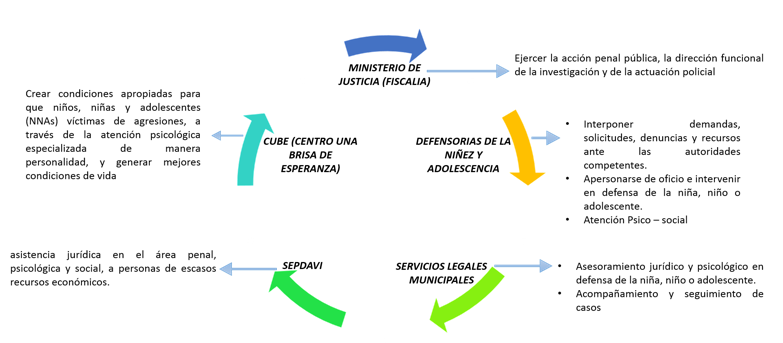 MINISTERIO DE
JUSTICIA (FISCALIA)
Ejercer la acción penal pública, la dirección funcional
de la investigación y de la actuación policial
DEFENSORIAS DE LA
NIÑEZ Y
ADOLESCENCIA
• Interponer demandas,
solicitudes, denuncias y recursos
ante las autoridades
competentes.
• Apersonarse de oficio e intervenir
en defensa de la niña, niño o
adolescente.
• Atención Psico – social
SERVICIOS LEGALES
MUNICIPALES
• Asesoramiento jurídico y psicológico en
defensa de la niña, niño o adolescente.
• Acompañamiento y seguimiento de
casos
SEPDAVI
asistencia jurídica en el área penal,
psicológica y social, a personas de escasos
recursos económicos.
CUBE (CENTRO UNA
BRISA DE
ESPERANZA)
Crear condiciones apropiadas para
que niños, niñas y adolescentes
(NNAs) víctimas de agresiones, a
través de la atención psicológica
especializada de manera
personalidad, y generar mejores
condiciones de vida